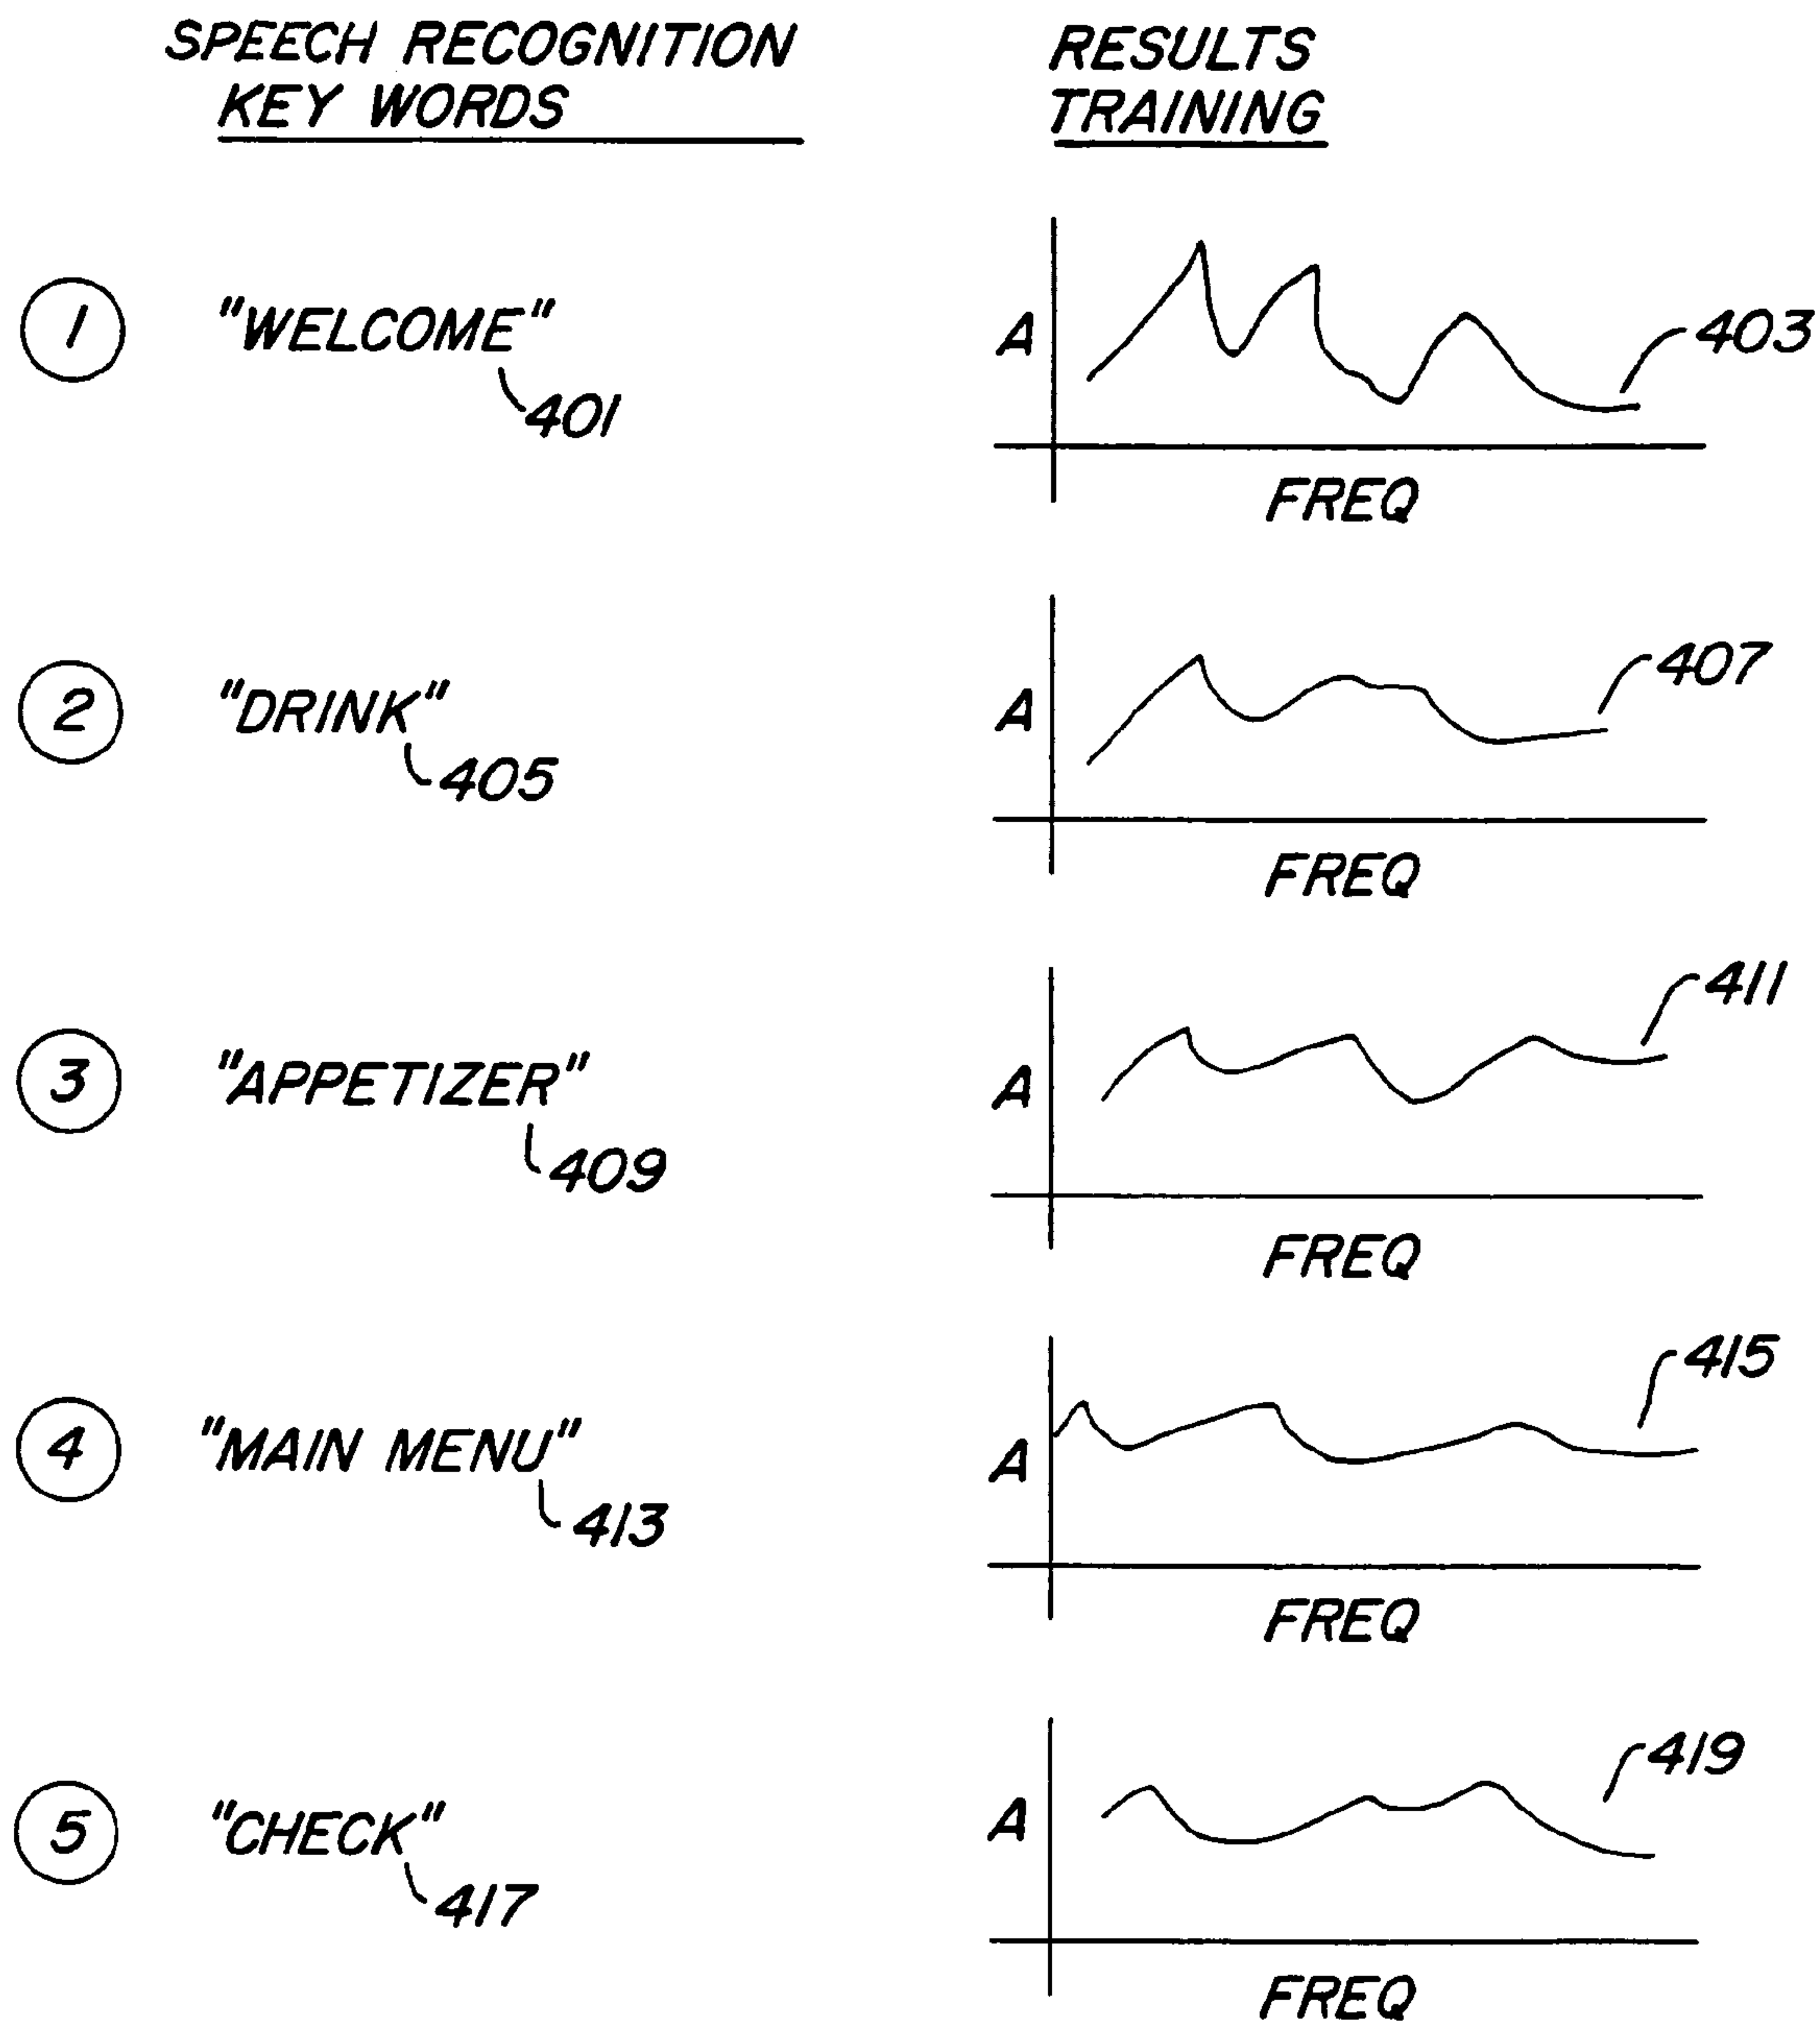 SPEECH RECOGNITION
KEY WORDS
RESULTS
TRAINING
1
"WELCOME"
401
A
403
FREQ
2
"DRINK"
405
A
407
FREQ
3
"APPETIZER"
409
A
411
FREQ
4
"MAIN MENU"
413
A
415
FREQ
5
"CHECK"
417
A
419
FREQ